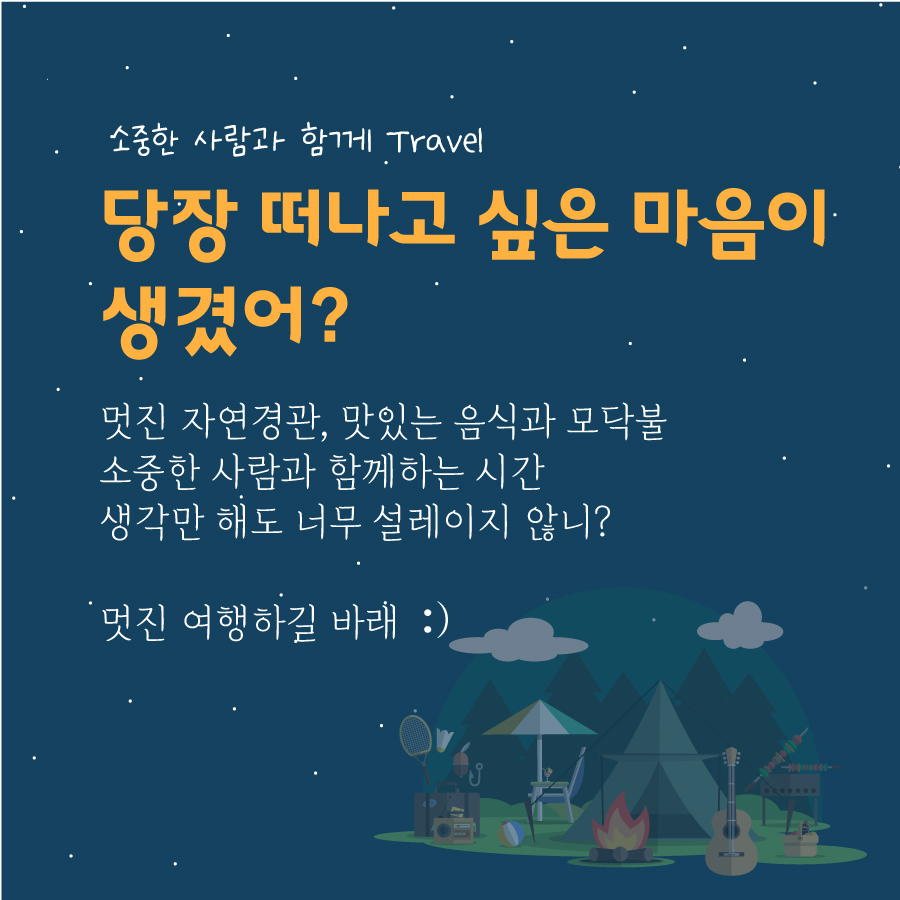 소중한 사람과 함께 Travel
당장 떠나고 싶은 마음이
생겼어?
멋진 자연경관, 맛있는 음식과 모닥불
소중한 사람과 함께하는 시간
생각만 해도 너무 설레이지 않니?
멋진 여행하길 바래 :)